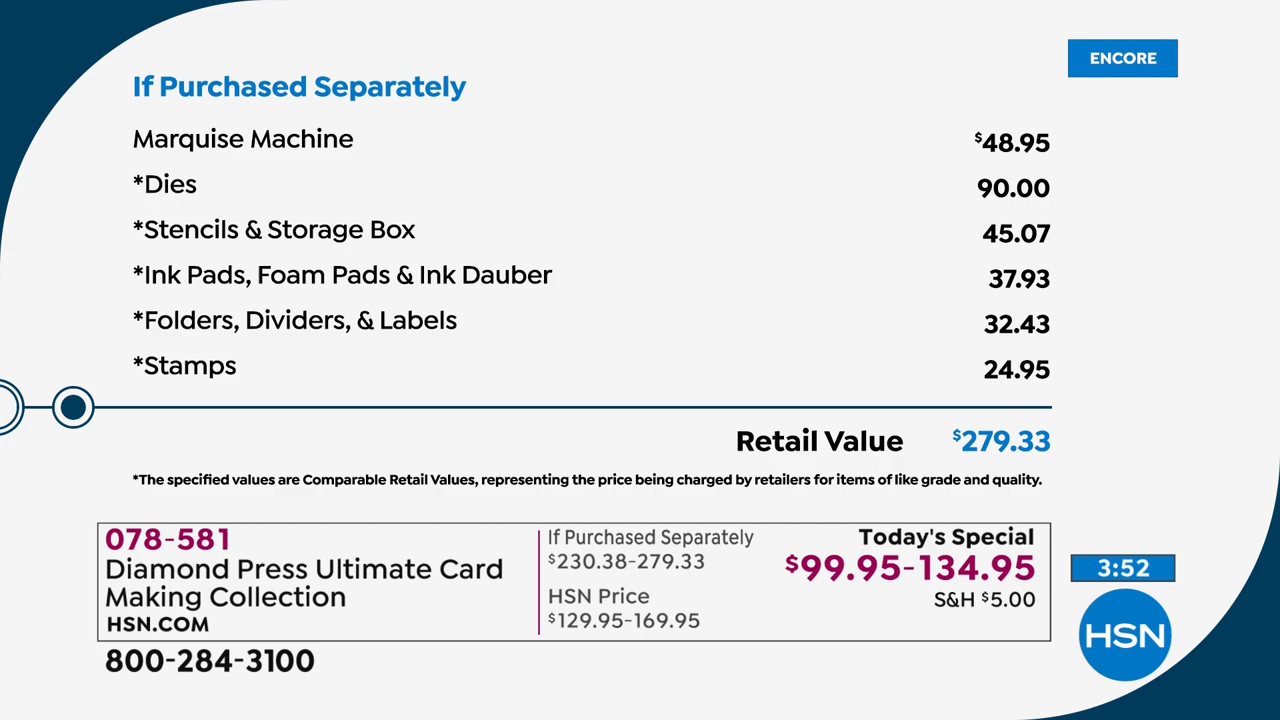 ENCORE
If Purchased Separately
Marquise Machine $48.95
*Dies 90.00
*Stencils & Storage Box 45.07
*Ink Pads, Foam Pads & Ink Dauber 37.93
*Folders, Dividers, & Labels 32.43
*Stamps 24.95
Retail Value $279.33
*The specified values are Comparable Retail Values, representing the price being charged by retailers for items of like grade and quality.
078-581
Diamond Press Ultimate Card
Making Collection
HSN.COM
If Purchased Separately
$230.38-279.33
HSN Price
$129.95-169.95
Today's Special
$99.95-134.95
S&H $5.00
3:52
HSN
800-284-3100